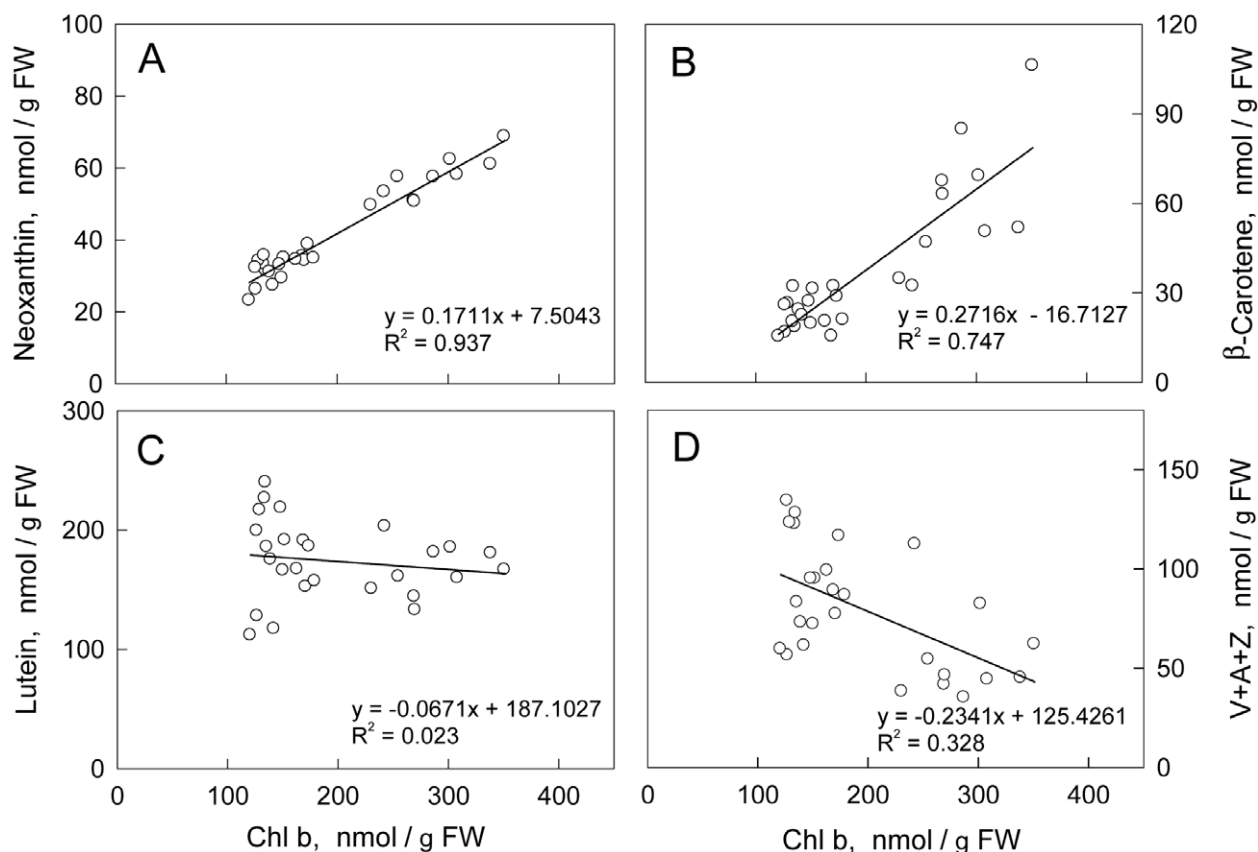 A
Neoxanthin, nmol / g FW
100
80
60
40
20
0
y = 0.1711x + 7.5043
R² = 0.937
B
β-Carotene, nmol / g FW
120
90
60
30
0
y = 0.2716x - 16.7127
R² = 0.747
C
Lutein, nmol / g FW
300
200
100
0
y = -0.0671x + 187.1027
R² = 0.023
0 100 200 300 400
Chl b, nmol / g FW
D
V+A+Z, nmol / g FW
150
100
50
0
y = -0.2341x + 125.4261
R² = 0.328
0 100 200 300 400
Chl b, nmol / g FW